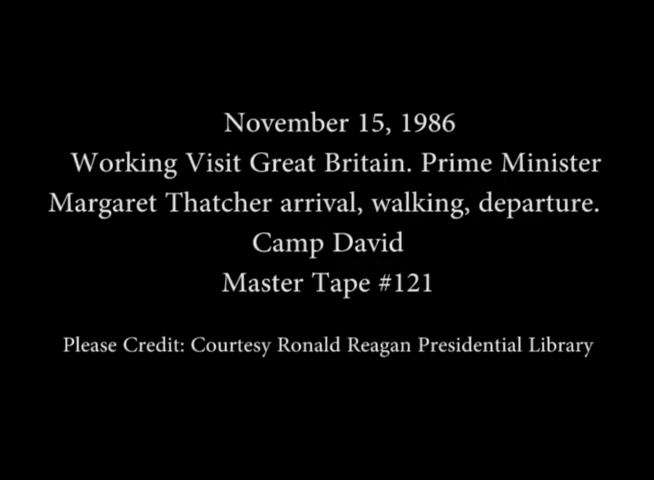 November 15, 1986
Working Visit Great Britain. Prime Minister
Margaret Thatcher arrival, walking, departure.
Camp David
Master Tape #121
Please Credit: Courtesy Ronald Reagan Presidential Library